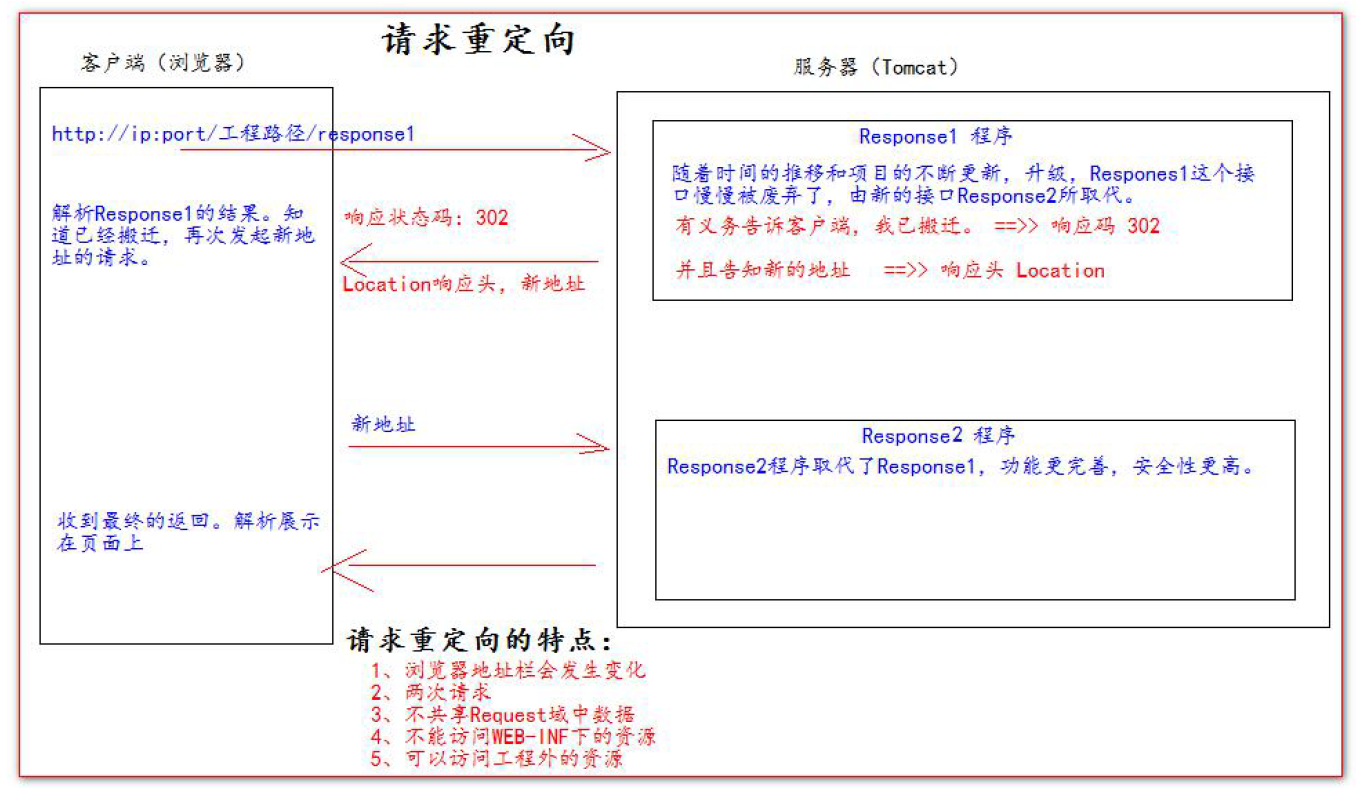 请求重定向
客户端（浏览器）
服务器（Tomcat）
http://ip:port/工程路径/response1
Response1 程序
随着时间的推移和项目的不断更新，升级，Respones1这个接
口慢慢被废弃了，由新的接口Response2所取代。
有义务告诉客户端，我已搬迁。 ==>> 响应码 302
并且告知新的地址 ==>> 响应头 Location
解析Response1的结果。知
道已经搬迁，再次发起新地
址的请求。
响应状态码：302
Location响应头，新地址
新地址
Response2 程序
Response2程序取代了Response1，功能更完善，安全性更高。
收到最终的返回。解析展示
在页面上
请求重定向的特点：
1、浏览器地址栏会发生变化
2、两次请求
3、不共享Request域中数据
4、不能访问WEB-INF下的资源
5、可以访问工程外的资源